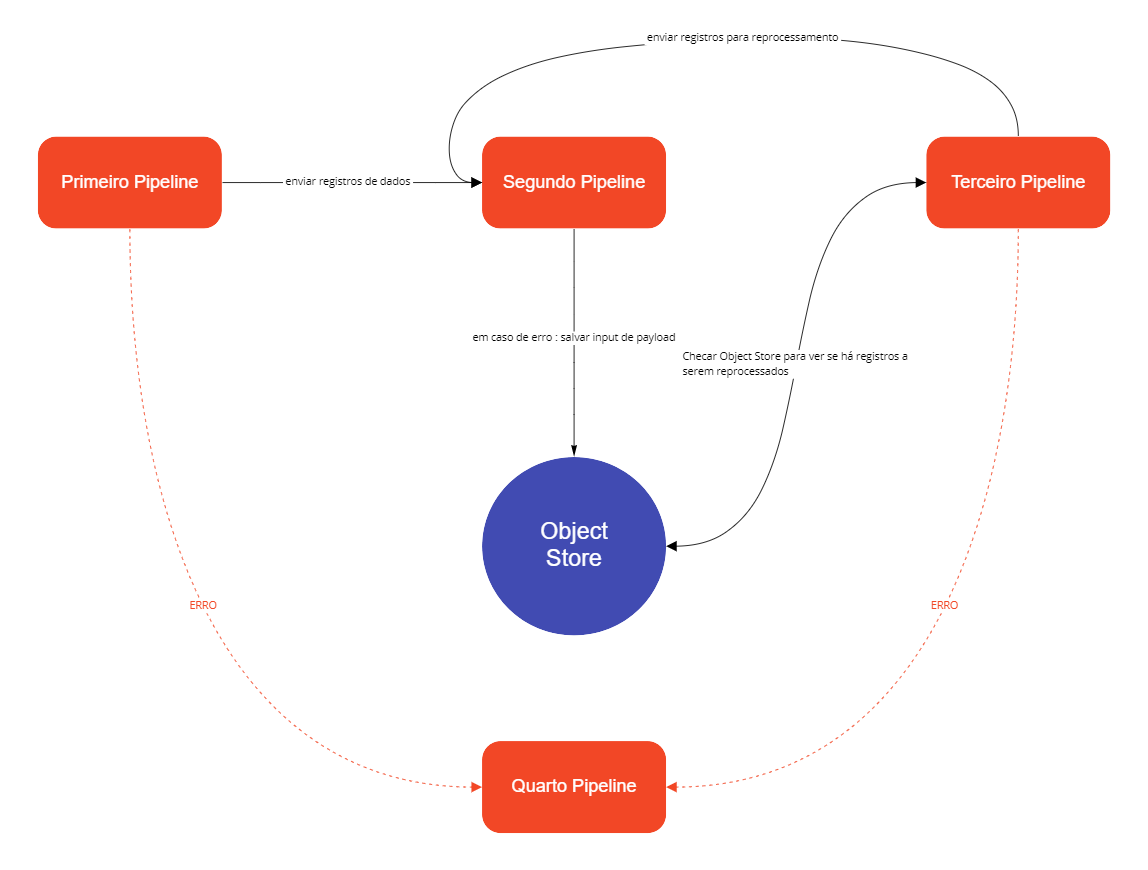 enviar registros para reprocessamento
Primeiro Pipeline
enviar registros de dados
Segundo Pipeline
Terceiro Pipeline
em caso de erro : salvar input de payload
Checar Object Store para ver se há registros a
serem reprocessados
Object
Store
ERRO
ERRO
Quarto Pipeline